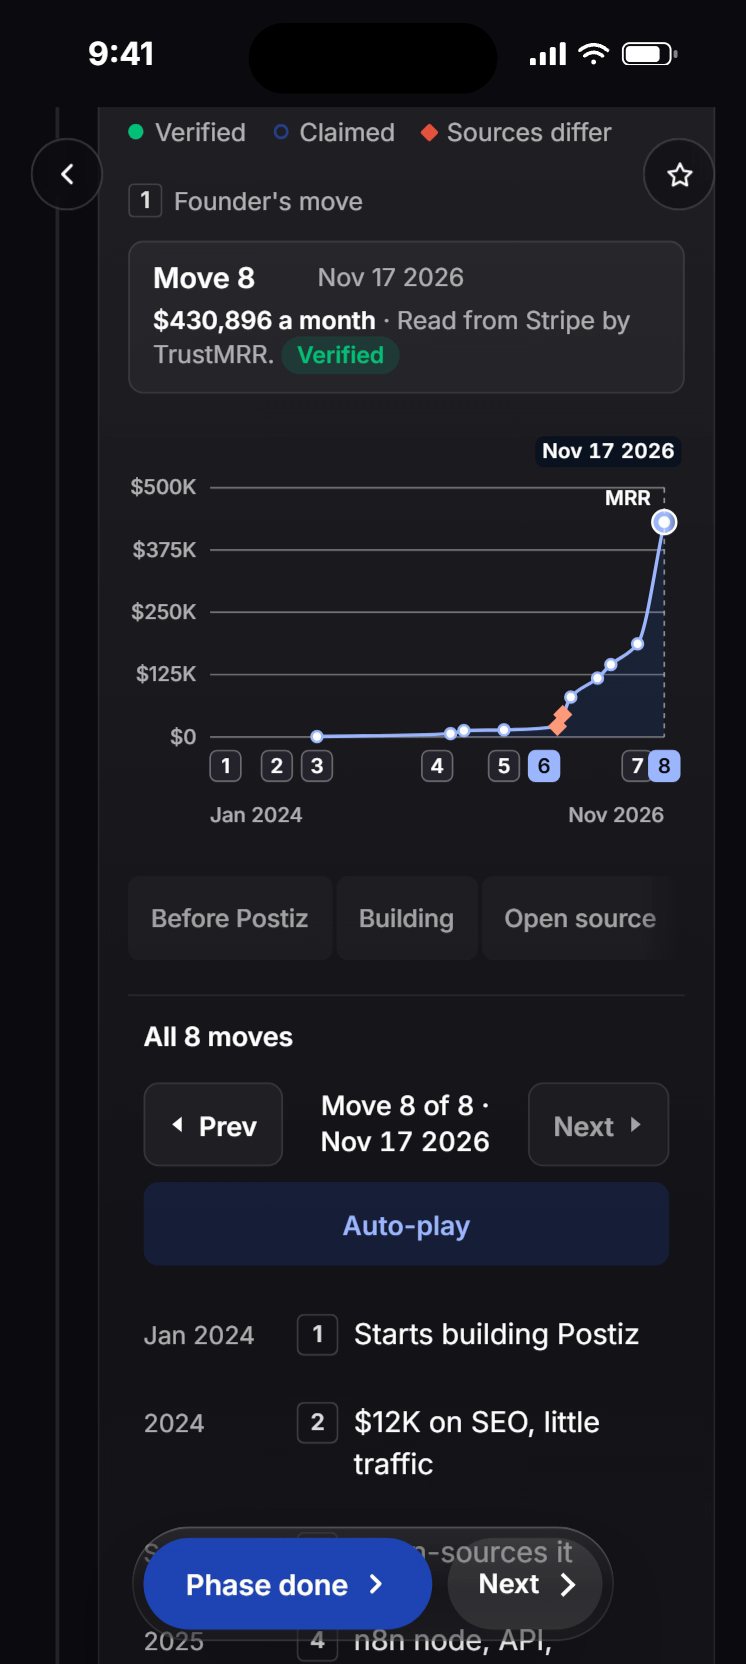 9:41
Verified
Claimed
Sources differ
1 Founder's move
Move 8 Nov 17 2026
$430,896 a month · Read from Stripe by
TrustMRR. Verified
Nov 17 2026
$500K
MRR
$375K
$250K
$125K
$0
1 2 3 4 5 6 7 8
Jan 2024 Nov 2026
Before Postiz
Building
Open source
All 8 moves
Prev
Move 8 of 8 ·
Nov 17 2026
Next
Auto-play
Jan 2024 1 Starts building Postiz
2024 2 $12K on SEO, little
traffic
-sources it
Phase done
Next
2025 4 n8n node, API,